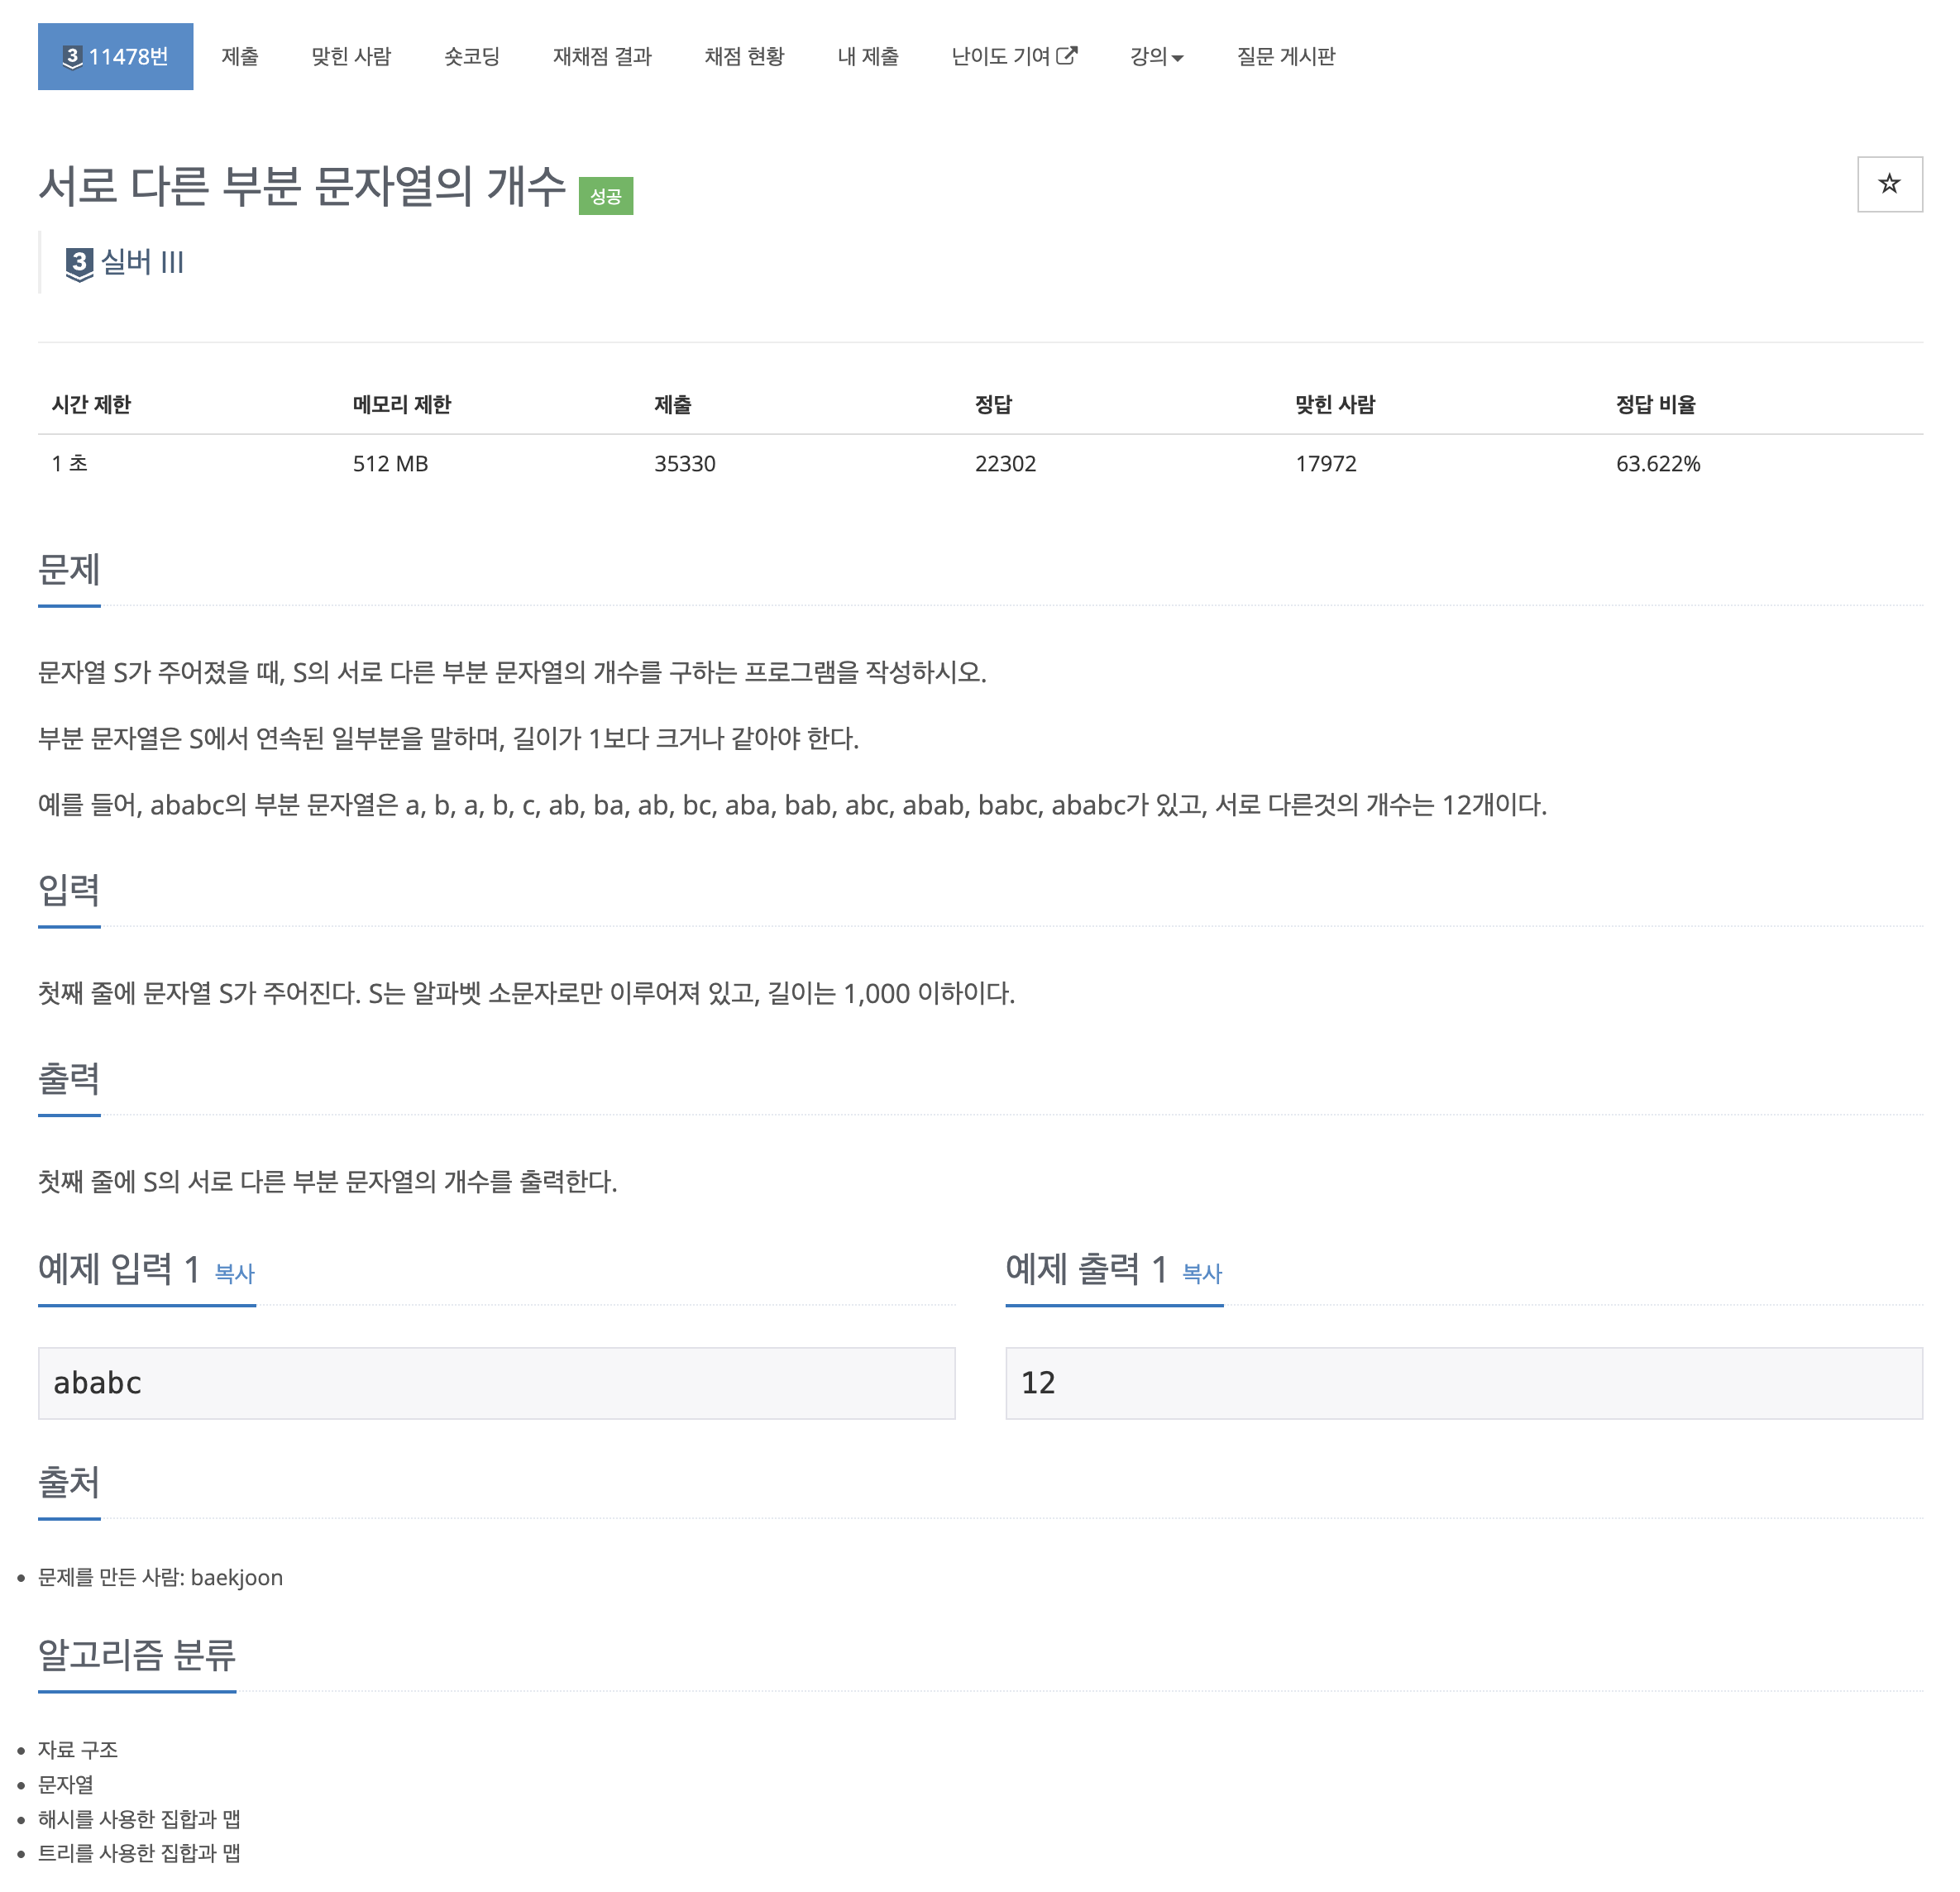 3 11478번 제출 맞힌 사람 숏코딩 재채점 결과 채점 현황 내 제출 난이도 기여 강의 질문 게시판
서로 다른 부분 문자열의 개수 성공
3 실버 III
시간 제한 메모리 제한 제출 정답 맞힌 사람 정답 비율
1 초 512 MB 35330 22302 17972 63.622%
문제
문자열 S가 주어졌을 때, S의 서로 다른 부분 문자열의 개수를 구하는 프로그램을 작성하시오.
부분 문자열은 S에서 연속된 일부분을 말하며, 길이가 1보다 크거나 같아야 한다.
예를 들어, ababc의 부분 문자열은 a, b, a, b, c, ab, ba, ab, bc, aba, bab, abc, abab, babc, ababc가 있고, 서로 다른것의 개수는 12개이다.
입력
첫째 줄에 문자열 S가 주어진다. S는 알파벳 소문자로만 이루어져 있고, 길이는 1,000 이하이다.
출력
첫째 줄에 S의 서로 다른 부분 문자열의 개수를 출력한다.
예제 입력 1 복사 예제 출력 1 복사
ababc 12
출처
문제를 만든 사람: baekjoon
알고리즘 분류
자료 구조
문자열
해시를 사용한 집합과 맵
트리를 사용한 집합과 맵